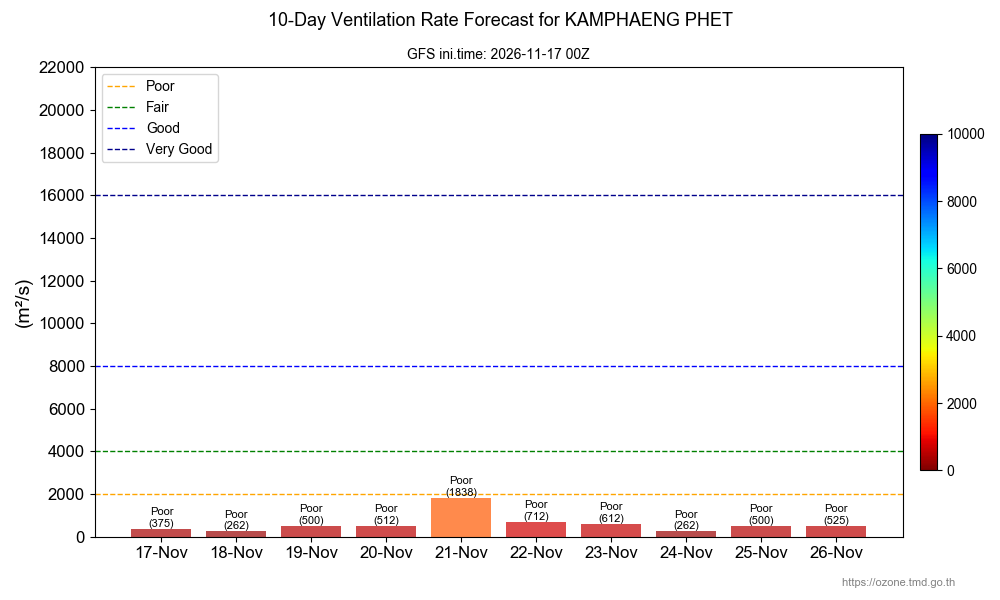 10-Day Ventilation Rate Forecast for KAMPHAENG PHET
GFS ini.time: 2026-11-17 00Z
(m²/s)
22000
20000
18000
16000
14000
12000
10000
8000
6000
4000
2000
0
Poor
Fair
Good
Very Good
Poor
(375)
Poor
(262)
Poor
(500)
Poor
(512)
Poor
(1838)
Poor
(712)
Poor
(612)
Poor
(262)
Poor
(500)
Poor
(525)
17-Nov 18-Nov 19-Nov 20-Nov 21-Nov 22-Nov 23-Nov 24-Nov 25-Nov 26-Nov
10000
8000
6000
4000
2000
0
https://ozone.tmd.go.th